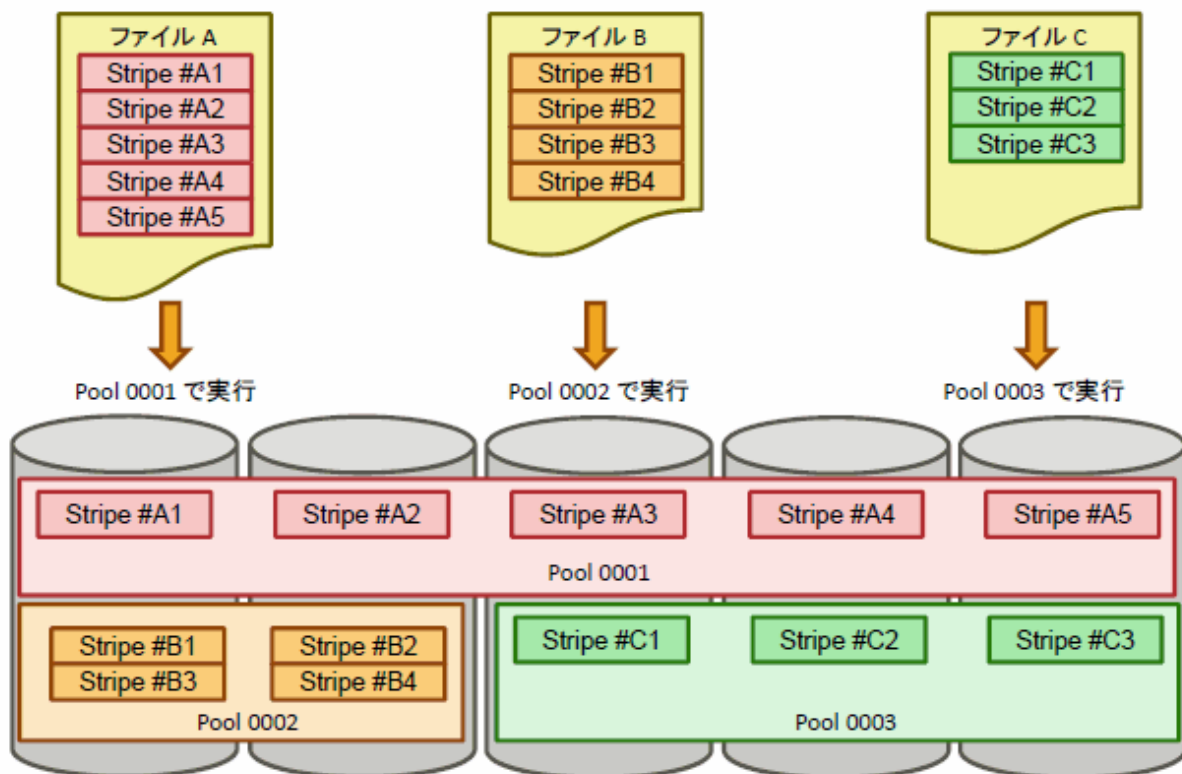 ファイル A
Stripe #A1
Stripe #A2
Stripe #A3
Stripe #A4
Stripe #A5
ファイル B
Stripe #B1
Stripe #B2
Stripe #B3
Stripe #B4
ファイル C
Stripe #C1
Stripe #C2
Stripe #C3
Pool 0001 で実行
Pool 0002 で実行
Pool 0003 で実行
Stripe #A1
Stripe #A2
Stripe #A3
Stripe #A4
Stripe #A5
Pool 0001
Stripe #B1
Stripe #B3
Stripe #B2
Stripe #B4
Pool 0002
Stripe #C1
Stripe #C2
Stripe #C3
Pool 0003